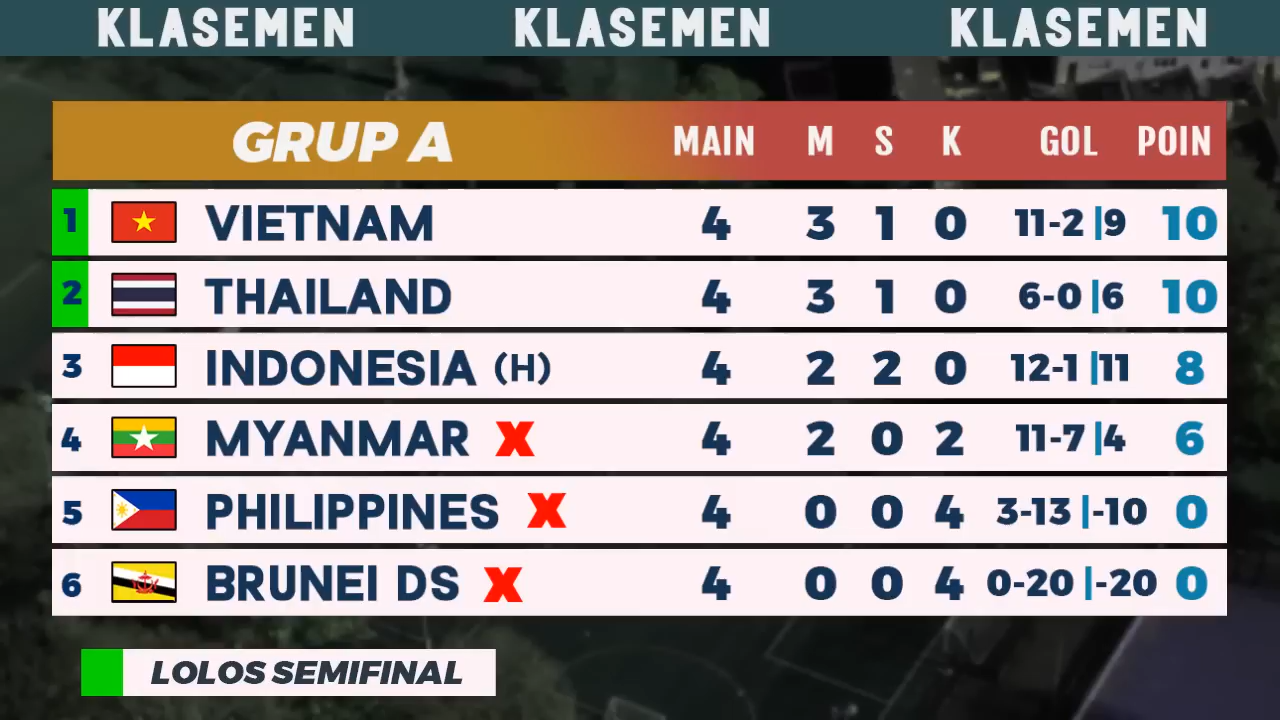 KLASEMEN KLASEMEN KLASEMEN
GRUP A MAIN M S K GOL POIN
1 VIETNAM 4 3 1 0 11-2 |9 10
2 THAILAND 4 3 1 0 6-0 |6 10
3 INDONESIA (H) 4 2 2 0 12-1 |11 8
4 MYANMAR X 4 2 0 2 11-7 |4 6
5 PHILIPPINES X 4 0 0 4 3-13 |-10 0
6 BRUNEI DS X 4 0 0 4 0-20 |-20 0
LOLOS SEMIFINAL